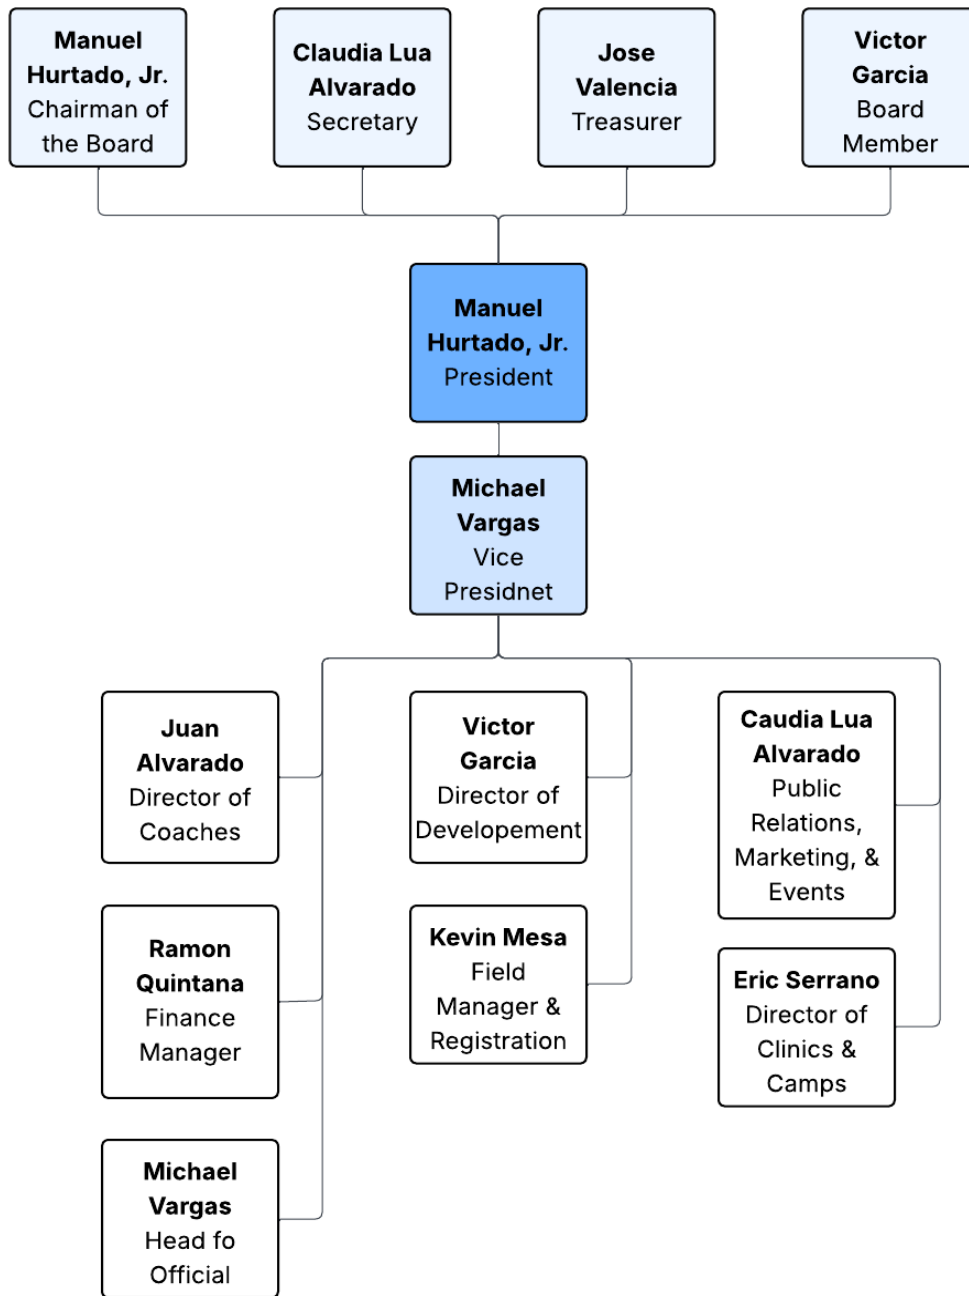 Manuel
Hurtado, Jr.
Chairman of
the Board
Claudia Lua
Alvarado
Secretary
Jose
Valencia
Treasurer
Victor
Garcia
Board
Member
Manuel
Hurtado, Jr.
President
Michael
Vargas
Vice
Presidnet
Juan
Alvarado
Director of
Coaches
Victor
Garcia
Director of
Developement
Caudia Lua
Alvarado
Public
Relations,
Marketing, &
Events
Ramon
Quintana
Finance
Manager
Kevin Mesa
Field
Manager &
Registration
Eric Serrano
Director of
Clinics &
Camps
Michael
Vargas
Head fo
Official